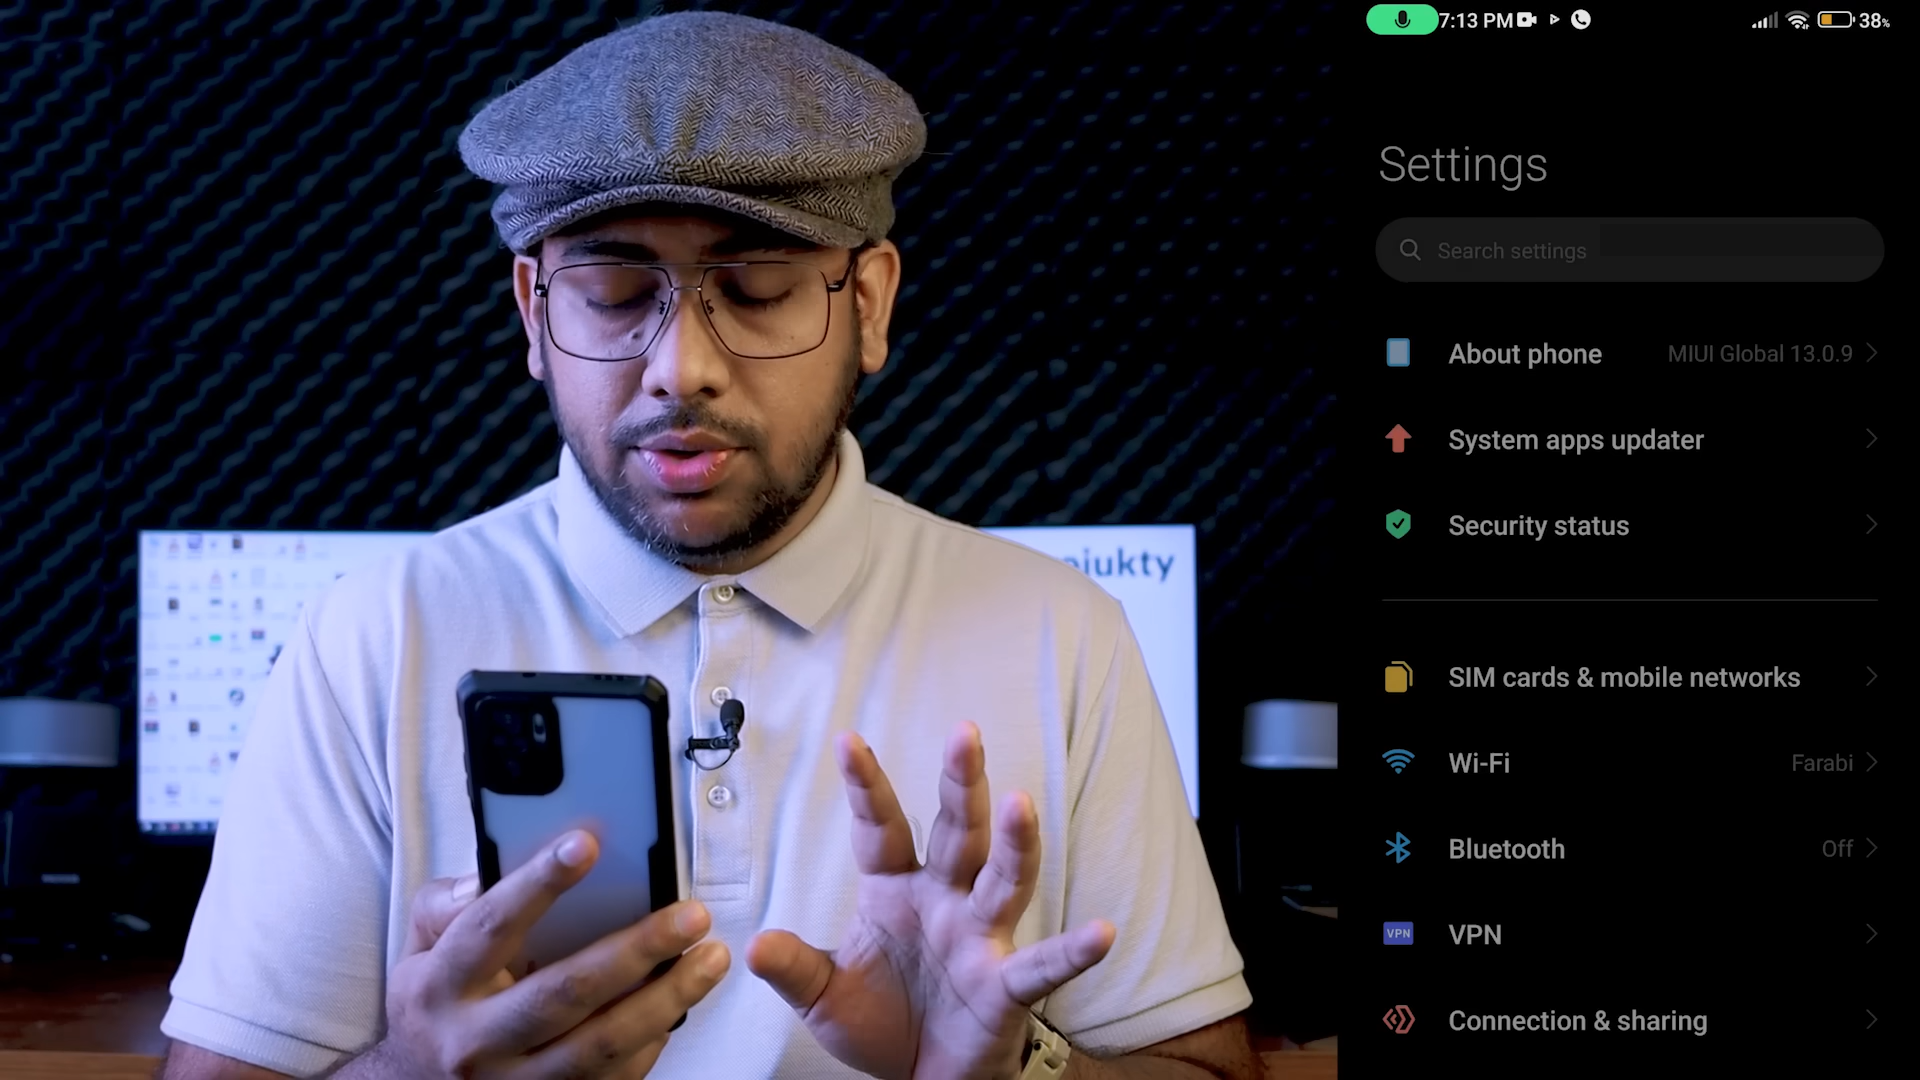 7:13 PM
38%
Settings
Search settings
About phone
MIUI Global 13.0.9
System apps updater
Security status
SIM cards & mobile networks
Wi-Fi
Farabi
Bluetooth
Off
VPN
VPN
Connection & sharing